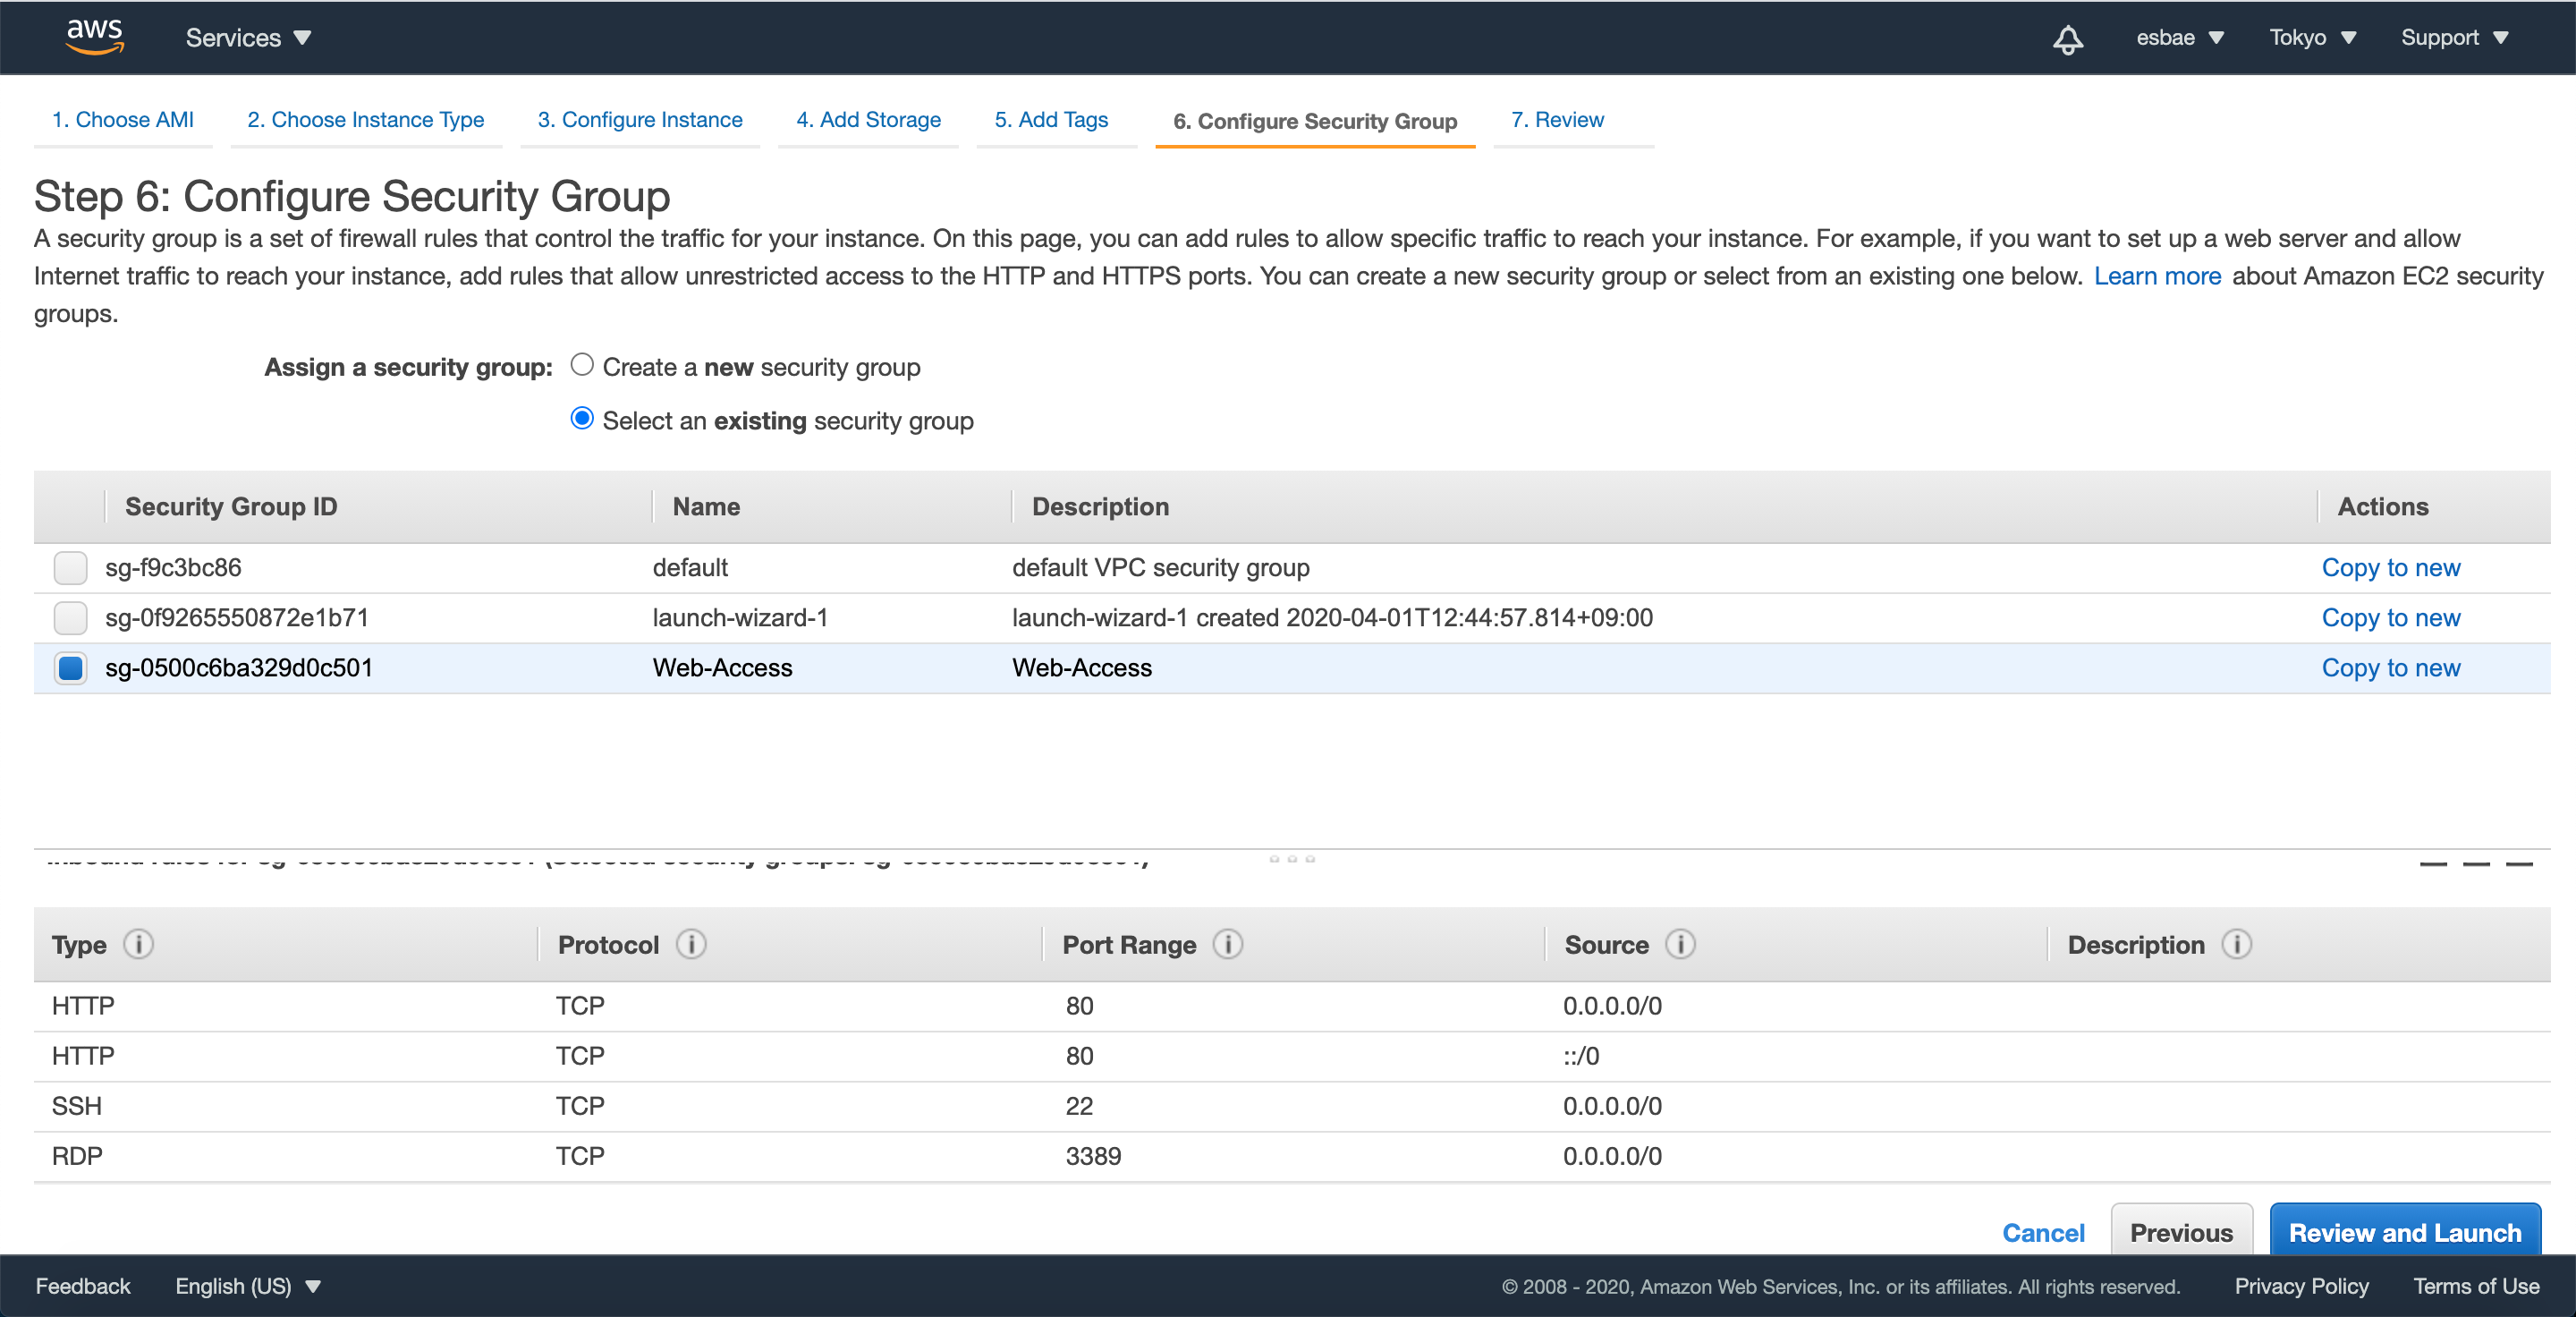 aws Services esbae Tokyo Support
1. Choose AMI 2. Choose Instance Type 3. Configure Instance 4. Add Storage 5. Add Tags 6. Configure Security Group 7. Review
Step 6: Configure Security Group
A security group is a set of firewall rules that control the traffic for your instance. On this page, you can add rules to allow specific traffic to reach your instance. For example, if you want to set up a web server and allow
Internet traffic to reach your instance, add rules that allow unrestricted access to the HTTP and HTTPS ports. You can create a new security group or select from an existing one below. Learn more about Amazon EC2 security
groups.
Assign a security group: Create a new security group
Select an existing security group
Security Group ID Name Description Actions
sg-f9c3bc86 default default VPC security group Copy to new
sg-0f9265550872e1b71 launch-wizard-1 launch-wizard-1 created 2020-04-01T12:44:57.814+09:00 Copy to new
sg-0500c6ba329d0c501 Web-Access Web-Access Copy to new
Type Protocol Port Range Source Description
HTTP TCP 80 0.0.0.0/0
HTTP TCP 80 ::/0
SSH TCP 22 0.0.0.0/0
RDP TCP 3389 0.0.0.0/0
Cancel Previous Review and Launch
Feedback English (US) © 2008 - 2020, Amazon Web Services, Inc. or its affiliates. All rights reserved. Privacy Policy Terms of Use